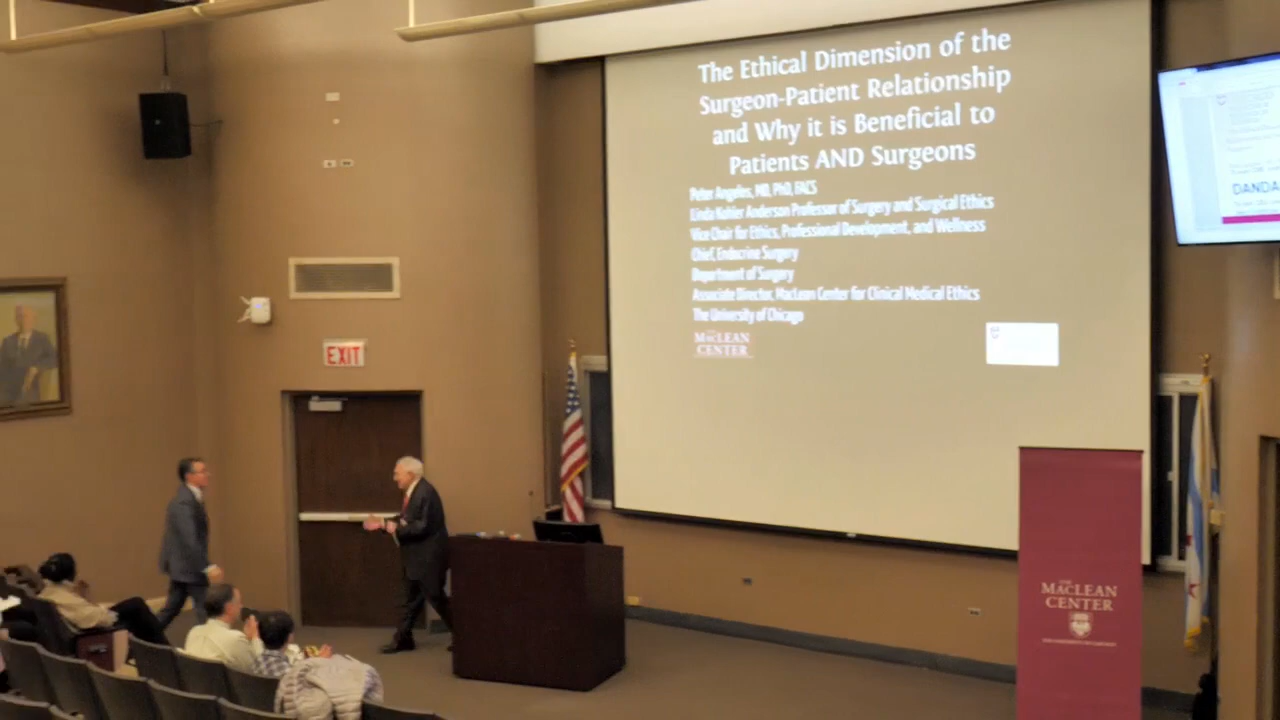 The Ethical Dimension of the
Surgeon-Patient Relationship
and Why it is Beneficial to
Patients AND Surgeons
Peter Angelos, MD, PhD, FACS
Linda Kohler Anderson Professor of Surgery and Surgical Ethics
Vice Chair for Ethics, Professional Development, and Wellness
Chief, Endocrine Surgery
Department of Surgery
Associate Director, MacLean Center for Clinical Medical Ethics
The University of Chicago
MACLEAN
CENTER
DANDA
EXIT
THE
MACLEAN
CENTER